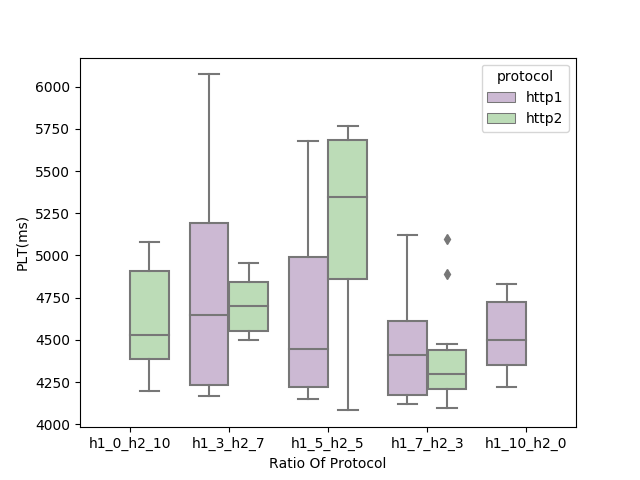 protocol
http1
http2
6000
5750
5500
5250
5000
4750
4500
4250
4000
PLT(ms)
h1_0_h2_10 h1_3_h2_7 h1_5_h2_5 h1_7_h2_3 h1_10_h2_0
Ratio Of Protocol